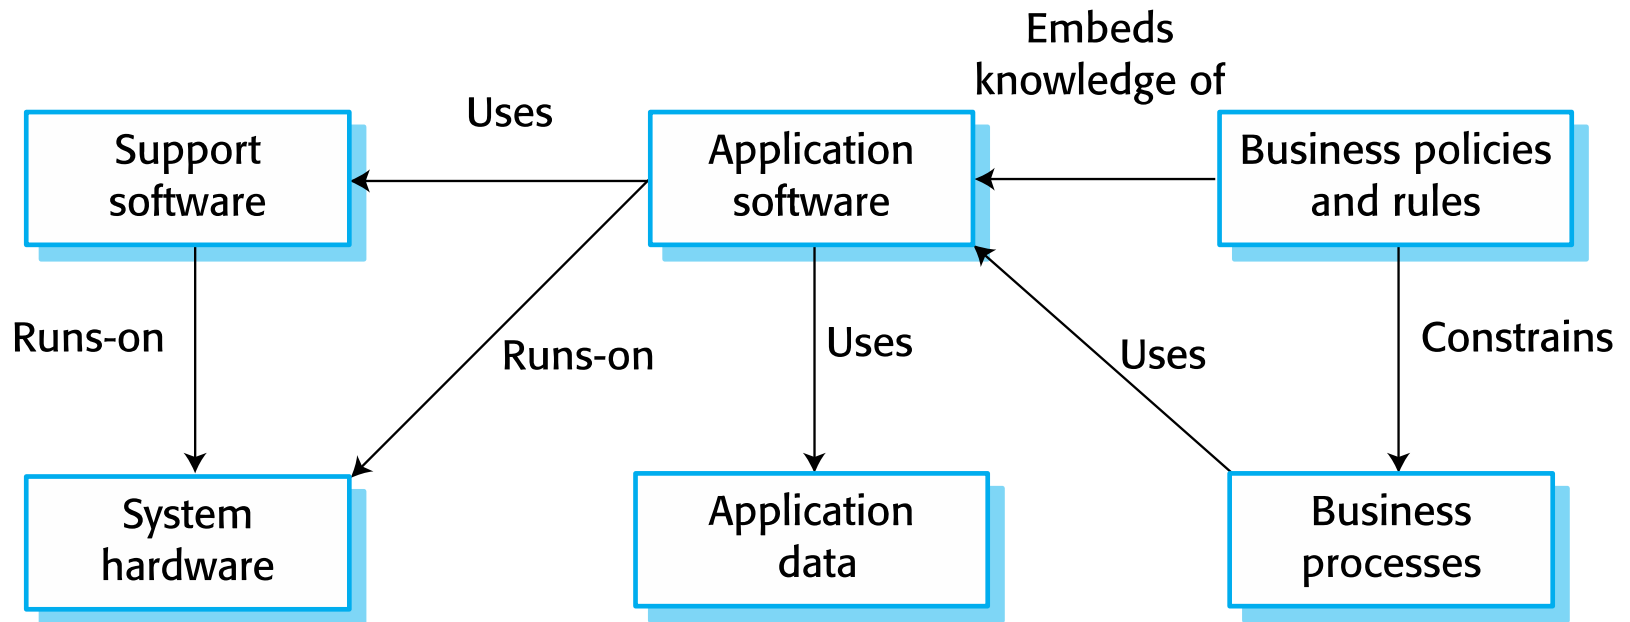 Embeds
knowledge of
Uses
Support
software
Application
software
Business policies
and rules
Runs-on
Runs-on
Uses
Uses
Constrains
System
hardware
Application
data
Business
processes